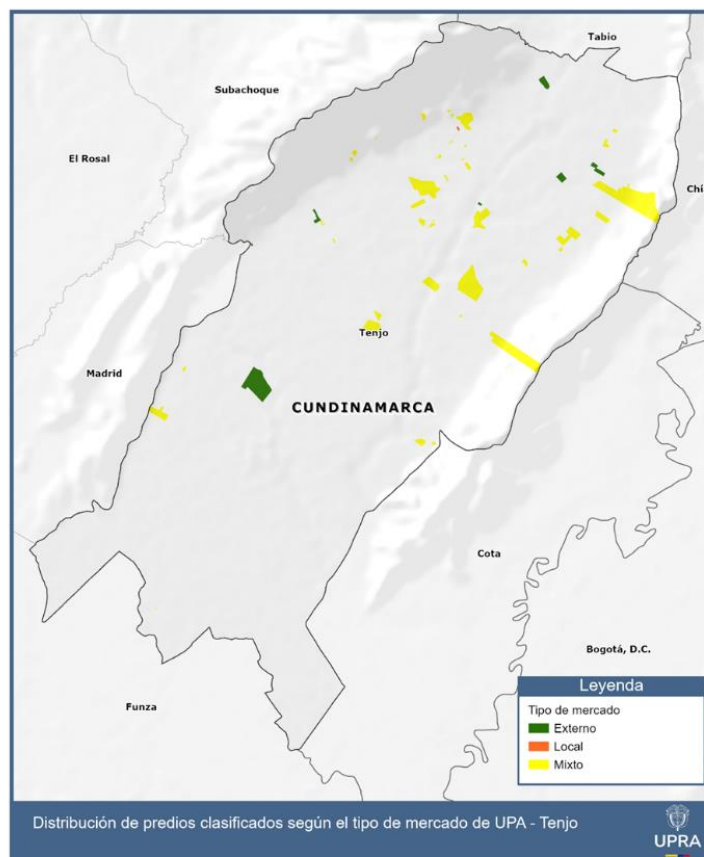 Tabio
Subachoque
El Rosal
Chí
Tenjo
Madrid
CUNDINAMARCA
Cota
Bogotá, D.C.
Funza
Leyenda
Tipo de mercado
Externo
Local
Mixto
Distribución de predios clasificados según el tipo de mercado de UPA - Tenjo
UPRA